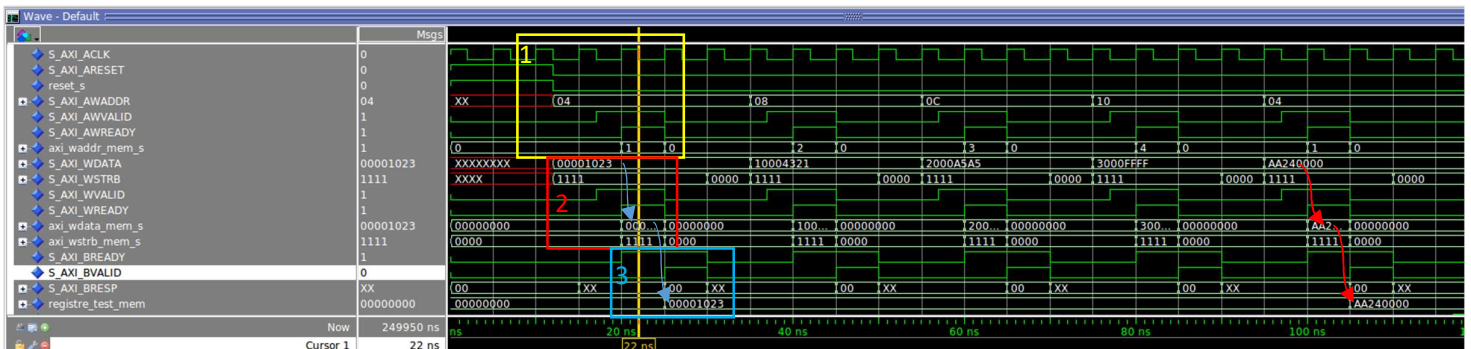 Wave - Default
Msgs
S_AXI_ACLK 0
1
S_AXI_ARESET 0
reset_s 0
S_AXI_AWADDR 04 XX 04 08 0C 10 04
S_AXI_AWVALID 1
S_AXI_AWREADY 1
axi_waddr_mem_s 1 0 1 0 2 0 3 0 4 0 1 0
S_AXI_WDATA 00001023 XXXXXXXX 00001023 10004321 2000A5A5 3000FFFF AA240000
S_AXI_WSTRB 1111 XXXX 1111 0000 1111 0000 1111 0000 1111 0000 1111 0000
S_AXI_WVALID 1
2
S_AXI_WREADY 1
axi_wdata_mem_s 00001023 00000000 000... 00000000 100... 00000000 200... 00000000 300... 00000000 AA2... 00000000
axi_wstrb_mem_s 1111 0000 1111 0000 1111 0000 1111 0000 1111 0000 1111 0000
S_AXI_BREADY 1
3
S_AXI_BVALID 0
S_AXI_BRESP XX 00 XX 00 XX 00 XX 00 XX 00 XX 00 XX
registre_test_mem 00000000 00000000 00001023 AA240000
Now 249950 ns ns 20 ns 40 ns 60 ns 80 ns 100 ns
Cursor 1 22 ns 22 ns